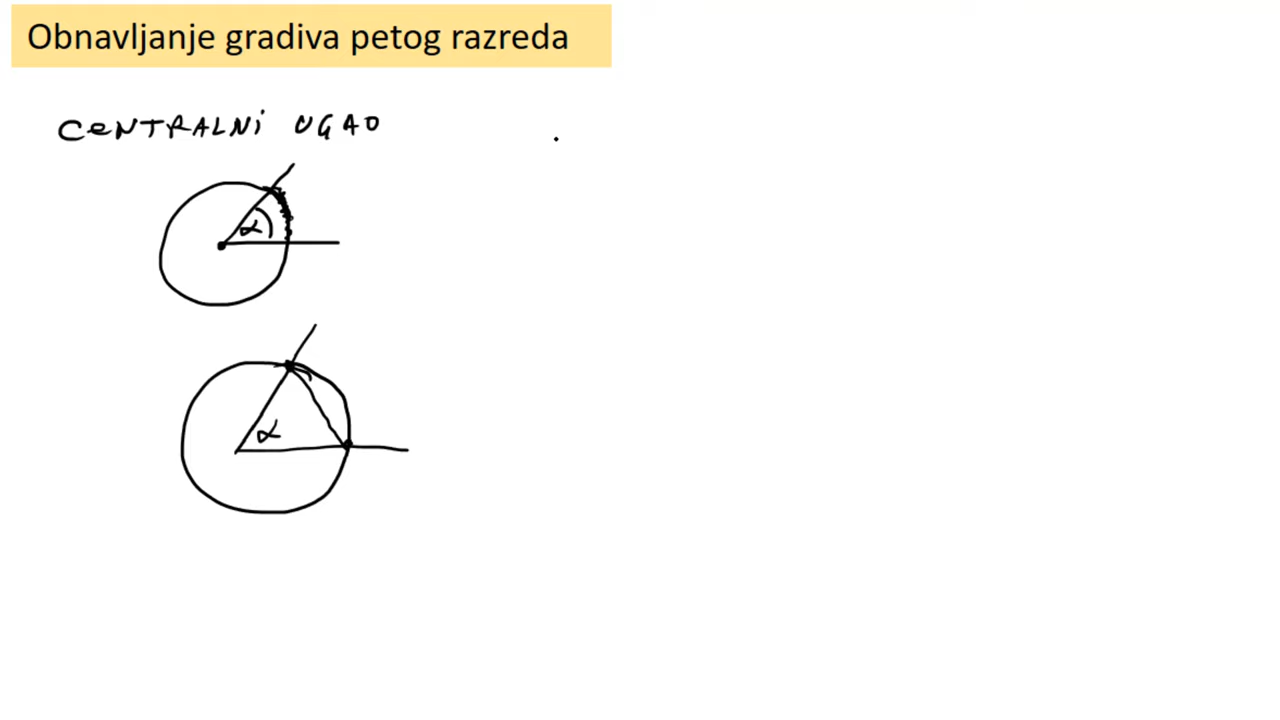 Obnavljanje gradiva petog razreda
CeNTRALNi UGAO
α
α